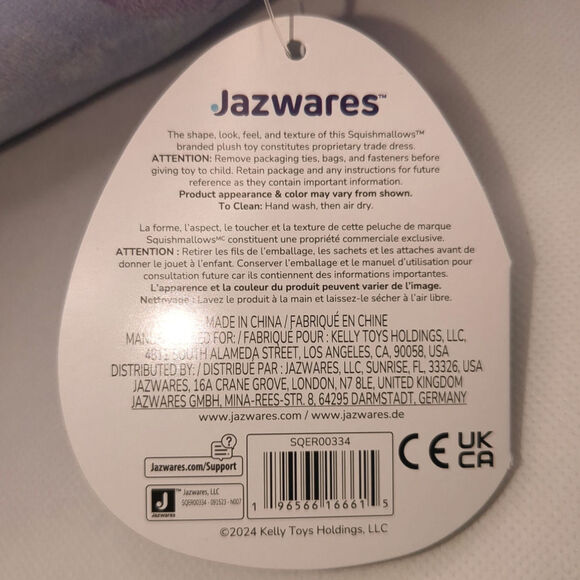 Jazwares™
The shape, look, feel, and texture of this Squishmallows™
branded plush toy constitutes proprietary trade dress.
ATTENTION: Remove packaging ties, bags, and fasteners before
giving toy to child. Retain package and any instructions for future
reference as they contain important information.
Product appearance & color may vary from shown.
To Clean: Hand wash, then air dry.
La forme, l'aspect, le toucher et la texture de cette peluche de marque
Squishmallowsᴹᶜ constituent une propriété commerciale exclusive.
ATTENTION : Retirer les fils de l'emballage, les sachets et les attaches avant de
donner le jouet à l'enfant. Conserver l'emballage et le manuel d'utilisation pour
consultation future car ils contiennent des informations importantes.
L'apparence et la couleur du produit peuvent varier de l'image.
Nettoyage : Lavez le produit à la main et laissez-le sécher à l'air libre.
MADE IN CHINA / FABRIQUÉ EN CHINE
MANUFACTURED FOR: / FABRIQUÉ POUR : KELLY TOYS HOLDINGS, LLC,
4811 SOUTH ALAMEDA STREET, LOS ANGELES, CA, 90058, USA
DISTRIBUTED BY: / DISTRIBUÉ PAR : JAZWARES, LLC, SUNRISE, FL, 33326, USA
JAZWARES, 16A CRANE GROVE, LONDON, N7 8LE, UNITED KINGDOM
JAZWARES GMBH, MINA-REES-STR. 8, 64295 DARMSTADT, GERMANY
www.jazwares.com / www.jazwares.de
Jazwares.com/Support
J™
Jazwares
Jazwares, LLC
SQER00334 - 091523 - N007
SQER00334
1 96566 16661 5
CE UK CA
©2024 Kelly Toys Holdings, LLC